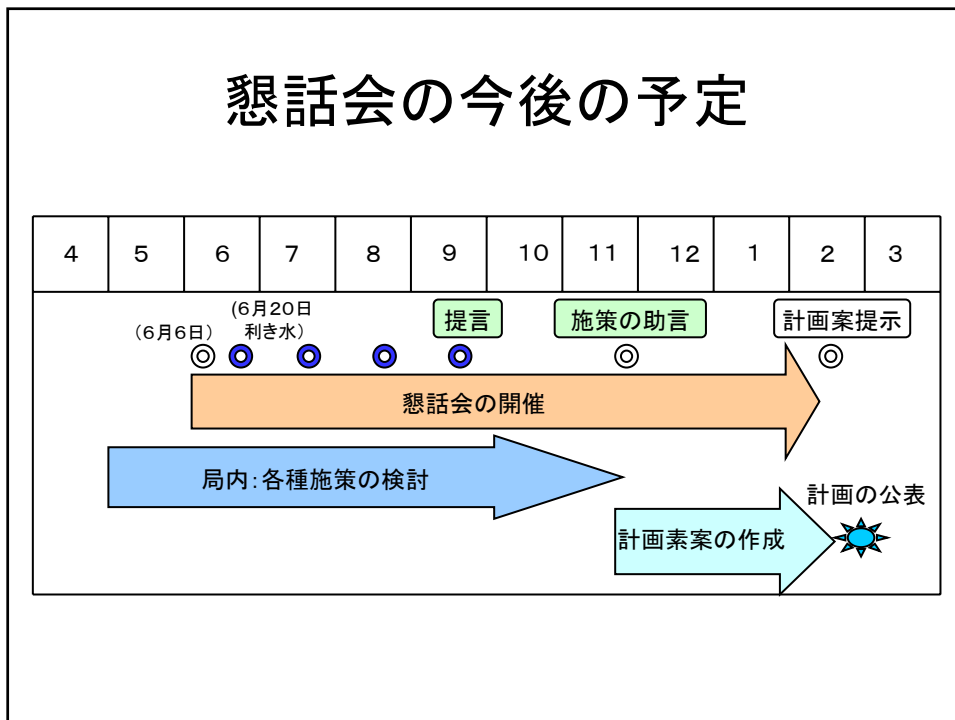 懇話会の今後の予定
4 5 6 7 8 9 10 11 12 1 2 3
(6月20日
利き水)
(6月6日)
提言
施策の助言
計画案提示
懇話会の開催
局内:各種施策の検討
計画の公表
計画素案の作成